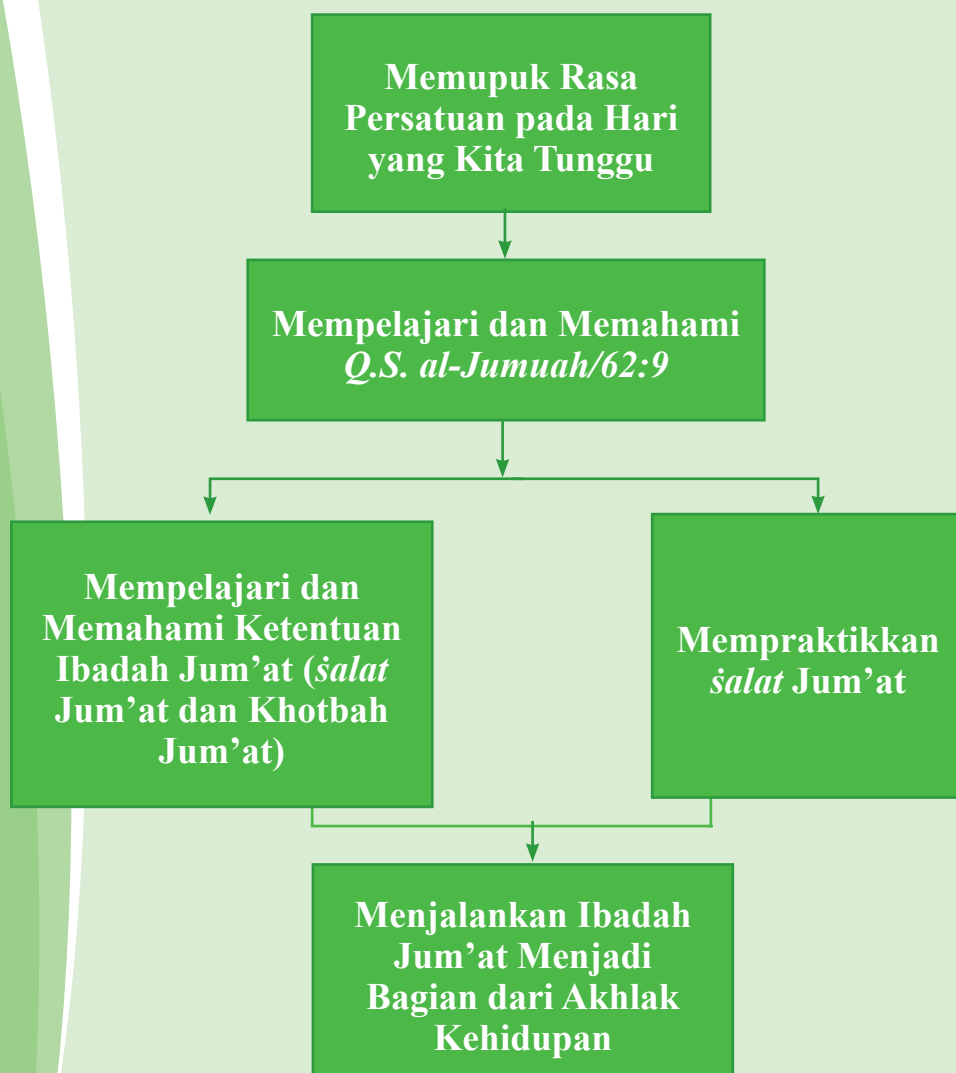 Memupuk Rasa
Persatuan pada Hari
yang Kita Tunggu
Mempelajari dan Memahami
Q.S. al-Jumuah/62:9
Mempelajari dan
Memahami Ketentuan
Ibadah Jum’at (ṡalat
Jum’at dan Khotbah
Jum’at)
Mempraktikkan
ṡalat Jum’at
Menjalankan Ibadah
Jum’at Menjadi
Bagian dari Akhlak
Kehidupan